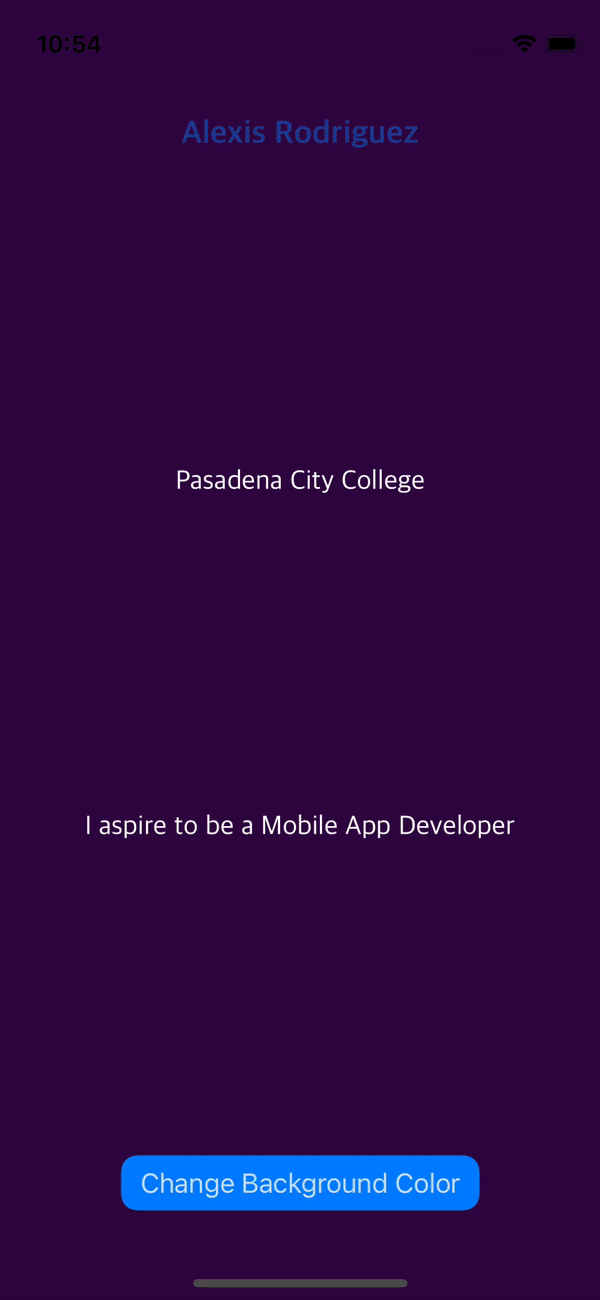 10:54
Alexis Rodriguez
Pasadena City College
I aspire to be a Mobile App Developer
Change Background Color